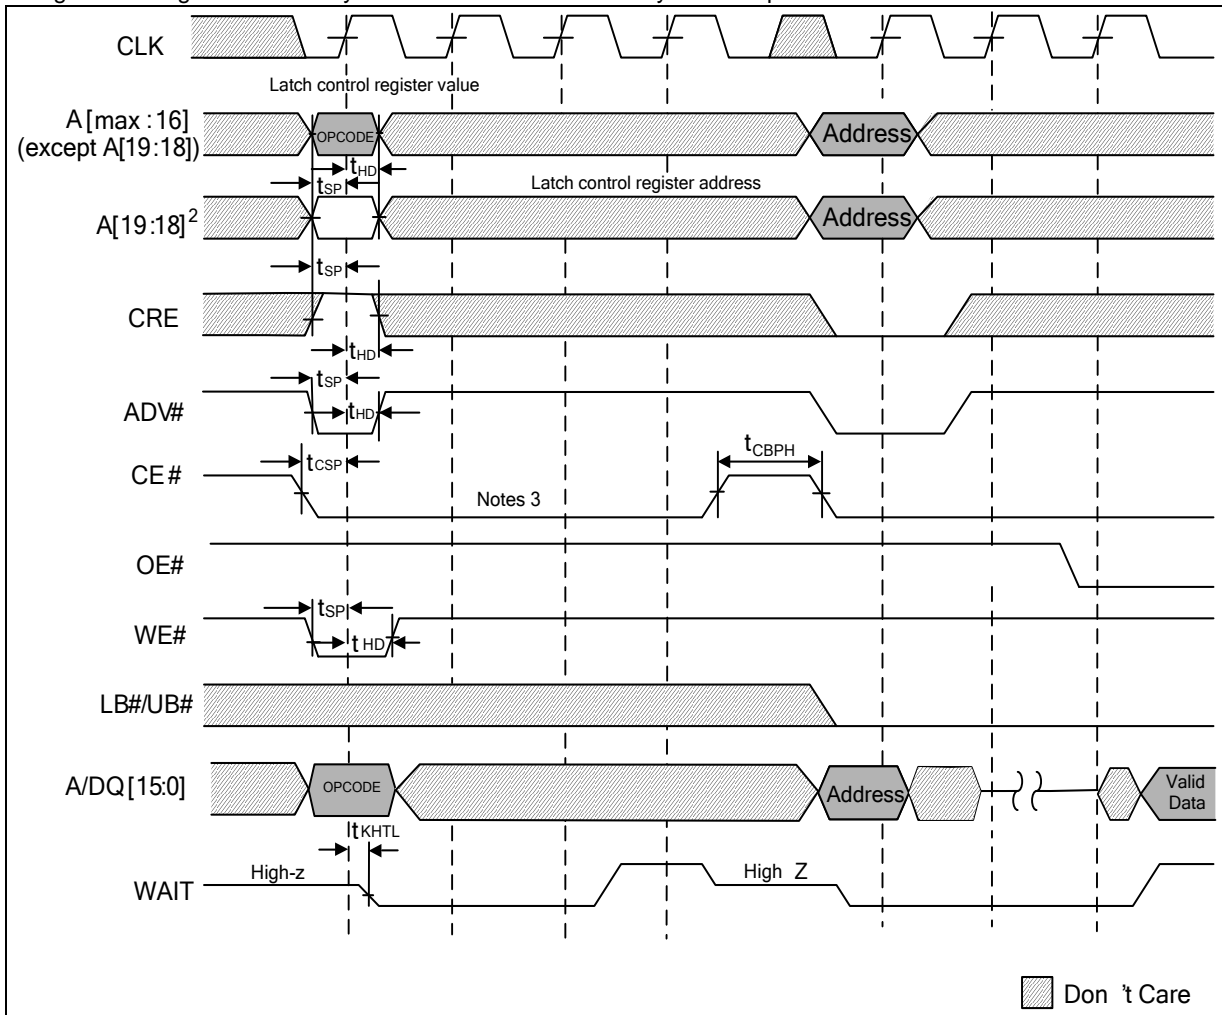 CLK
Latch control register value
A[max:16]
(except A[19:18])
OPCODE
Address
tHD
tSP
Latch control register address
A[19:18]2
Address
tSP
CRE
tHD
tSP
ADV#
tHD
tCSP
tCBPH
CE#
Notes 3
OE#
tSP
WE#
tHD
LB#/UB#
A/DQ[15:0]
OPCODE
Address
Valid
Data
tKHTL
High-z
High Z
WAIT
Don 't Care